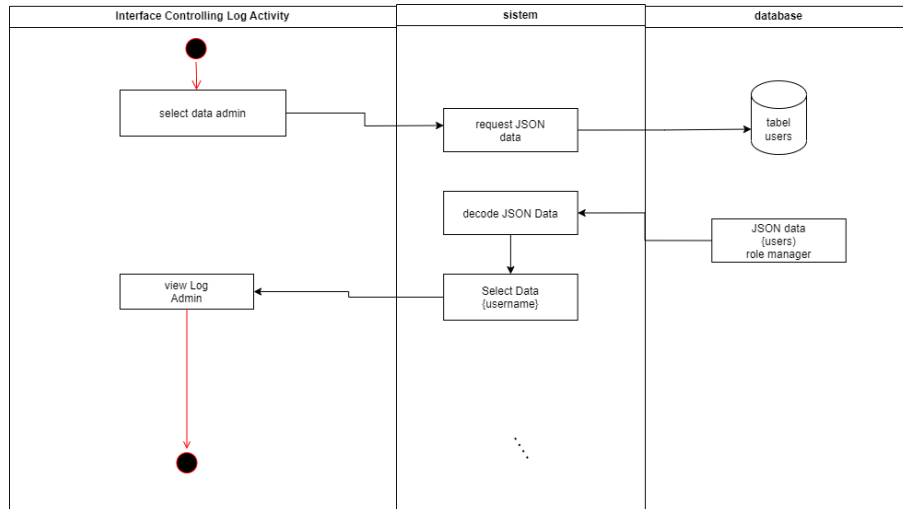 Interface Controlling Log Activity
sistem
database
select data admin
request JSON
data
tabel
users
decode JSON Data
JSON data
{users)
role manager
view Log
Admin
Select Data
{username}